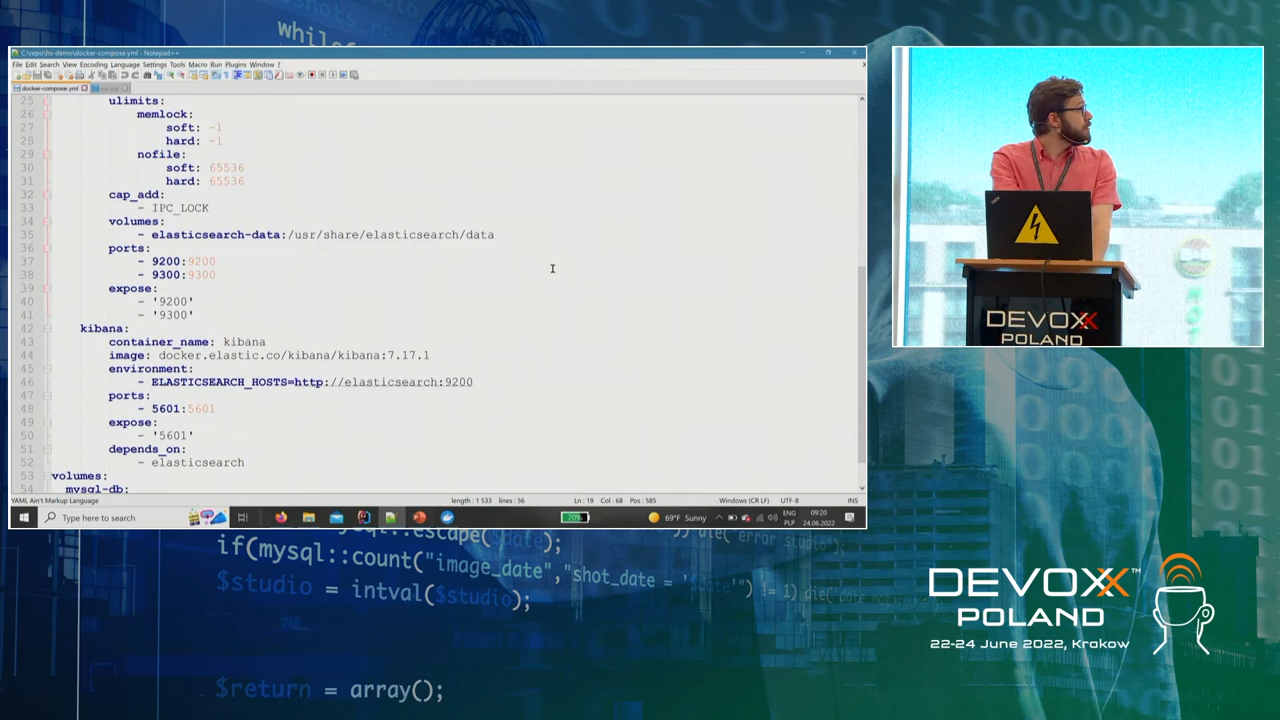 while
C:\repo\hs-demo\docker-compose.yml - Notepad++
File Edit Search View Encoding Language Settings Tools Macro Run Plugins Window ?
docker-compose.yml
25 ulimits:
26 memlock:
27 soft: -1
28 hard: -1
29 nofile:
30 soft: 65536
31 hard: 65536
32 cap_add:
33 - IPC_LOCK
34 volumes:
35 - elasticsearch-data:/usr/share/elasticsearch/data
36 ports:
37 - 9200:9200
38 - 9300:9300
39 expose:
40 - '9200'
41 - '9300'
42 kibana:
43 container_name: kibana
44 image: docker.elastic.co/kibana/kibana:7.17.1
45 environment:
46 - ELASTICSEARCH_HOSTS=http://elasticsearch:9200
47 ports:
48 - 5601:5601
49 expose:
50 - '5601'
51 depends_on:
52 - elasticsearch
53 volumes:
54 mysql-db:
YAML Ain't Markup Language length : 1 533 lines : 56 Ln : 19 Col : 68 Pos : 585 Windows (CR LF) UTF-8 INS
Type here to search 70% 69°F Sunny ENG PLP 09:20 24.06.2022
DEVOXX
POLAND
if(mysql::count("image_date","shot_date = '$date'") != 1) die(
$studio = intval($studio);
$return = array();
DEVOXX™
POLAND
22-24 June 2022, Krakow